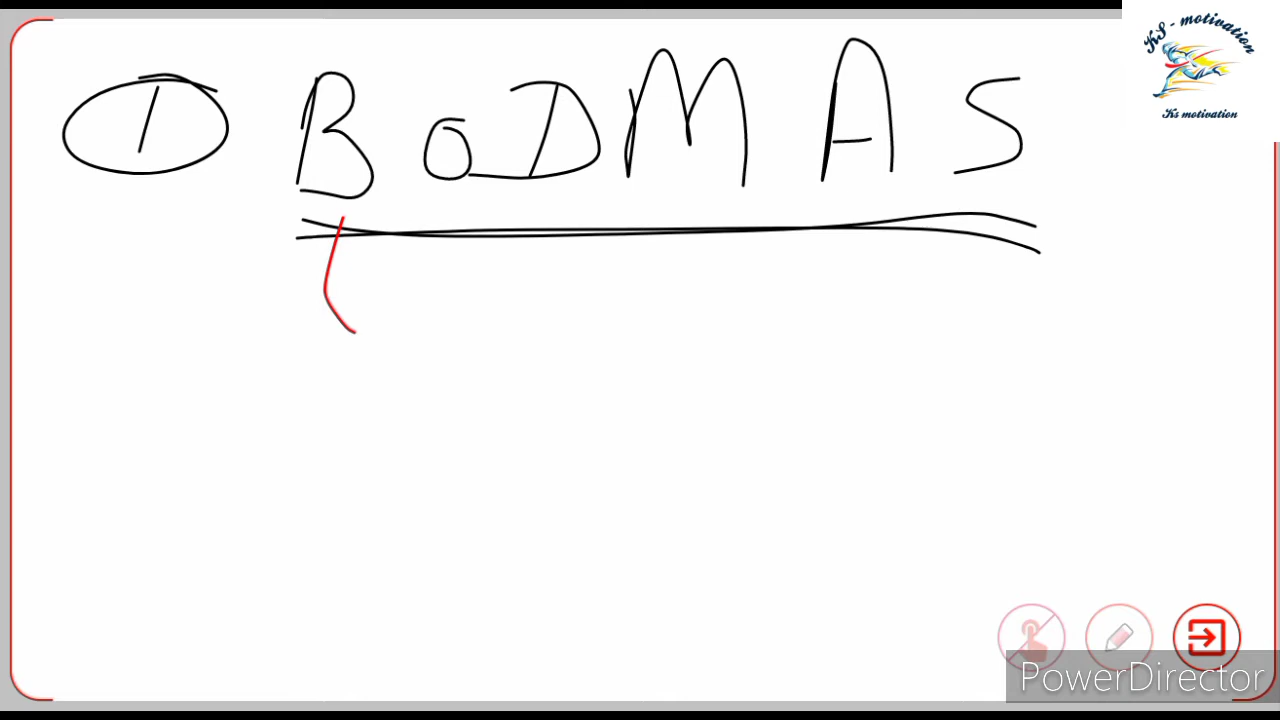 KS - motivation
Ks motivation
1 BODMAS
(
PowerDirector